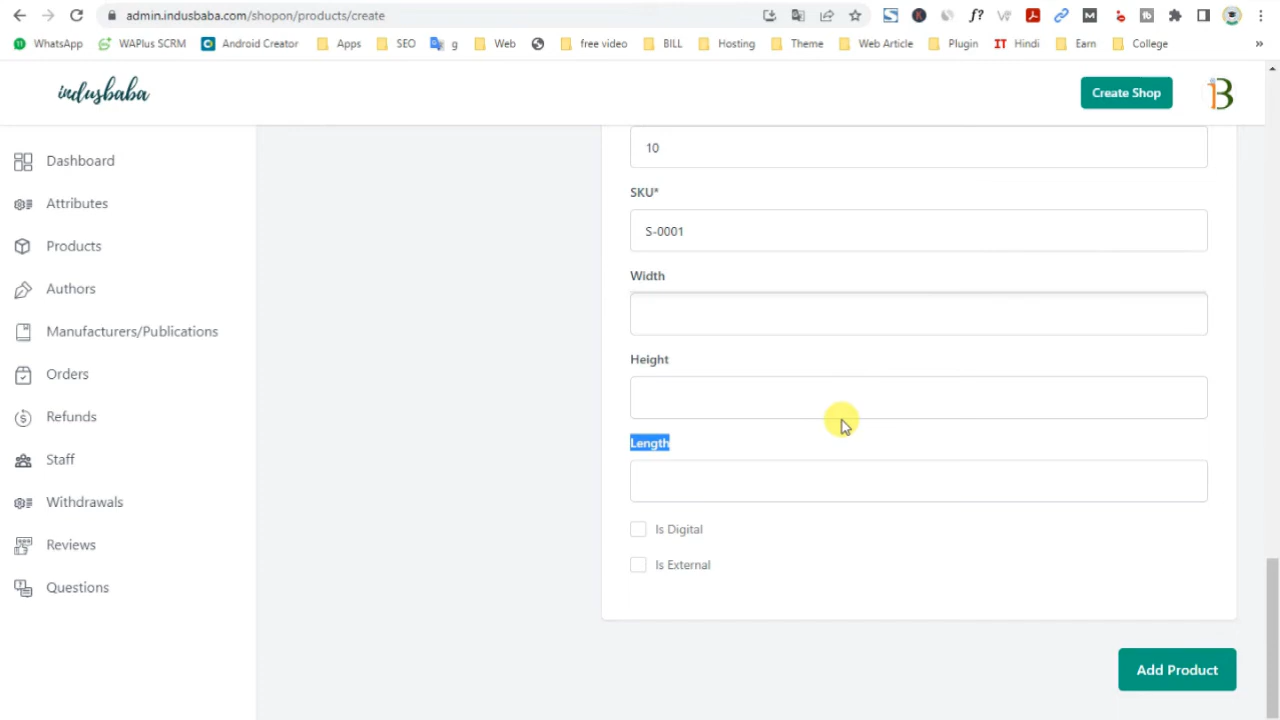 admin.indusbaba.com/shopon/products/create
WhatsApp
WAPlus SCRM
Android Creator
Apps
SEO
g
Web
free video
BILL
Hosting
Theme
Web Article
Plugin
IT Hindi
Earn
College
»
indusbaba
Create Shop
Dashboard
Attributes
Products
Authors
Manufacturers/Publications
Orders
Refunds
Staff
Withdrawals
Reviews
Questions
10
SKU*
S-0001
Width
Height
Length
Is Digital
Is External
Add Product